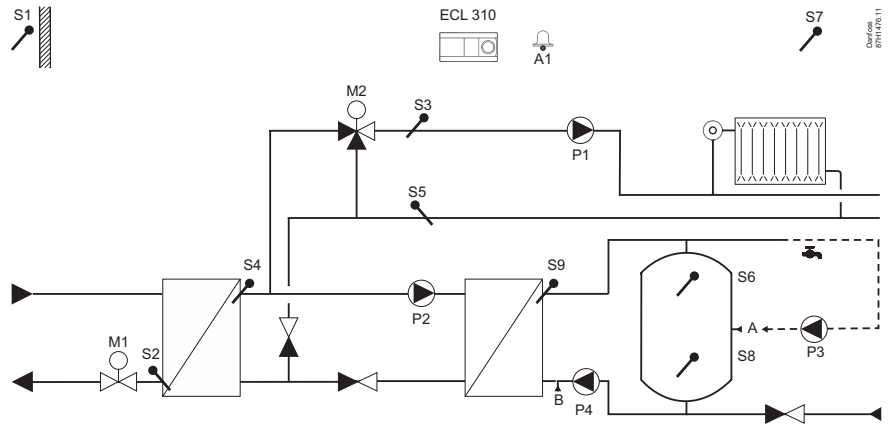 S1
ECL 310
A1
S7
Danfoss
87H1476.11
M2
S3
P1
S5
S4
S9
P2
S6
A
P3
M1
S2
S8
B
P4